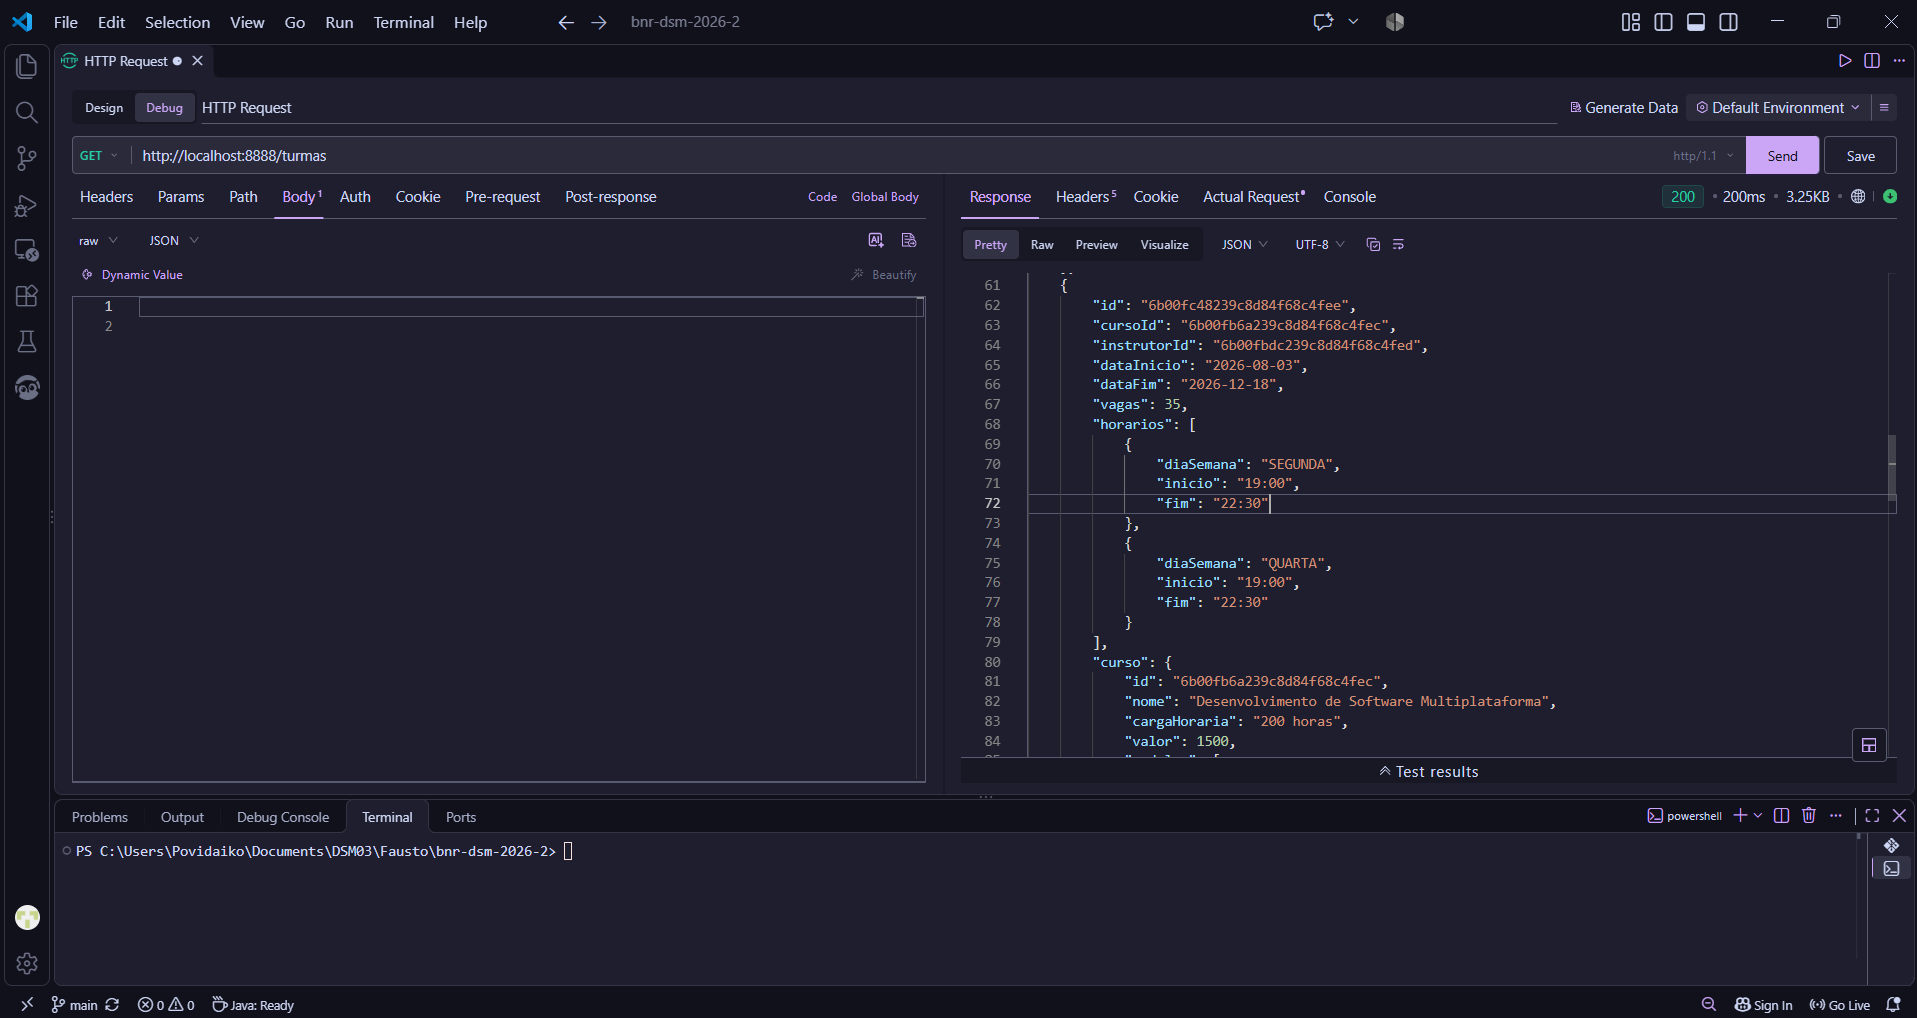 File Edit Selection View Go Run Terminal Help bnr-dsm-2026-2
HTTP HTTP Request
Design Debug HTTP Request Generate Data Default Environment
GET http://localhost:8888/turmas http/1.1 Send Save
Headers Params Path Body 1 Auth Cookie Pre-request Post-response Code Global Body
raw JSON AI
Dynamic Value Beautify
1
2
Response Headers 5 Cookie Actual Request Console 200 • 200ms • 3.25KB •
Pretty Raw Preview Visualize JSON UTF-8
61 {
62 "id": "6b00fc48239c8d84f68c4fee",
63 "cursoId": "6b00fb6a239c8d84f68c4fec",
64 "instrutorId": "6b00fbdc239c8d84f68c4fed",
65 "dataInicio": "2026-08-03",
66 "dataFim": "2026-12-18",
67 "vagas": 35,
68 "horarios": [
69 {
70 "diaSemana": "SEGUNDA",
71 "inicio": "19:00",
72 "fim": "22:30"
73 },
74 {
75 "diaSemana": "QUARTA",
76 "inicio": "19:00",
77 "fim": "22:30"
78 }
79 ],
80 "curso": {
81 "id": "6b00fb6a239c8d84f68c4fec",
82 "nome": "Desenvolvimento de Software Multiplataforma",
83 "cargaHoraria": "200 horas",
84 "valor": 1500,
Test results
Problems Output Debug Console Terminal Ports powershell
PS C:\Users\Povidaiko\Documents\DSM03\Fausto\bnr-dsm-2026-2>
main 0 0 Java: Ready Sign In Go Live